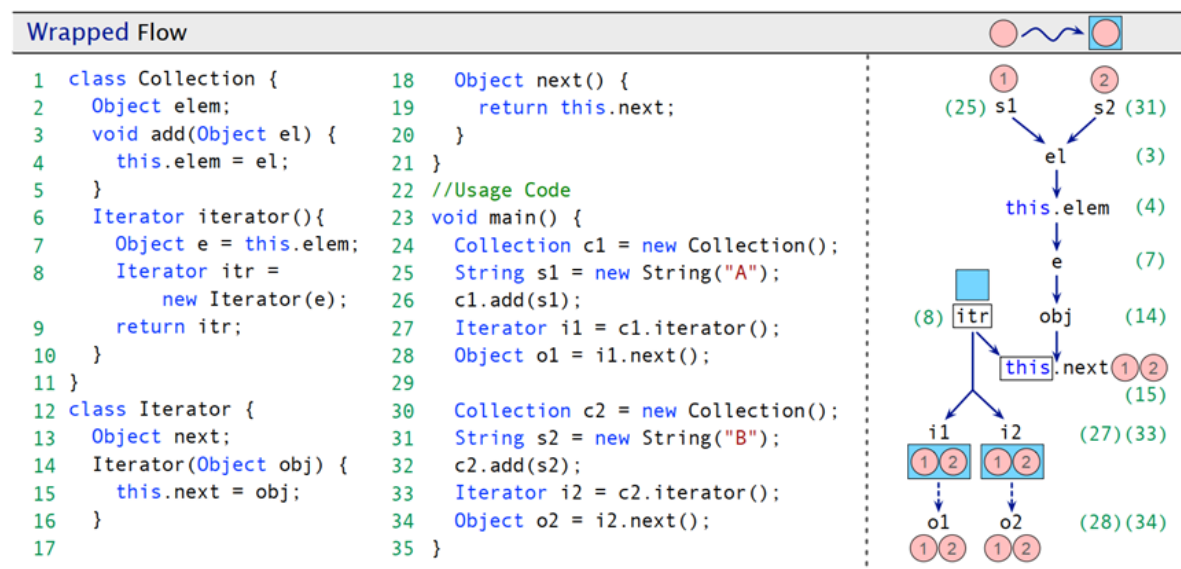 Wrapped Flow
1 class Collection {
2 Object elem;
3 void add(Object el) {
4 this.elem = el;
5 }
6 Iterator iterator(){
7 Object e = this.elem;
8 Iterator itr =
new Iterator(e);
9 return itr;
10 }
11 }
12 class Iterator {
13 Object next;
14 Iterator(Object obj) {
15 this.next = obj;
16 }
17
18 Object next() {
19 return this.next;
20 }
21 }
22 //Usage Code
23 void main() {
24 Collection c1 = new Collection();
25 String s1 = new String("A");
26 c1.add(s1);
27 Iterator i1 = c1.iterator();
28 Object o1 = i1.next();
29
30 Collection c2 = new Collection();
31 String s2 = new String("B");
32 c2.add(s2);
33 Iterator i2 = c2.iterator();
34 Object o2 = i2.next();
35 }
1 2
(25) s1 s2 (31)
el (3)
this.elem (4)
e (7)
(8) itr obj (14)
this.next 1 2
(15)
i1 i2 (27)(33)
1 2 1 2
o1 o2 (28)(34)
1 2 1 2